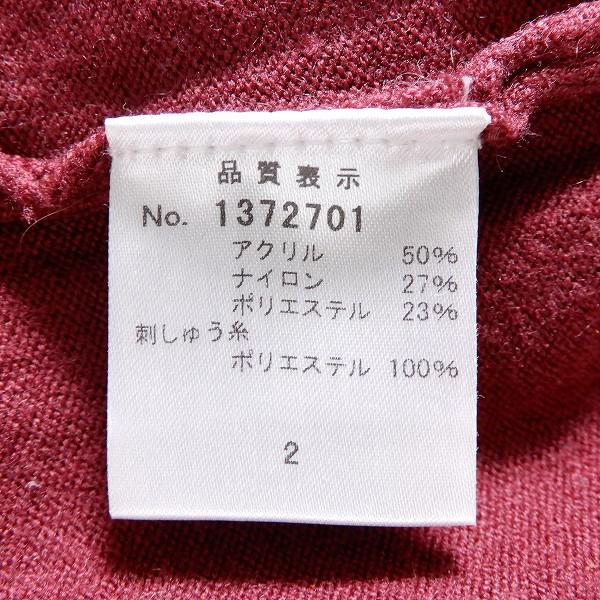 品質表示
No. 1372701
アクリル 50%
ナイロン 27%
ポリエステル 23%
刺しゅう糸
ポリエステル 100%
2